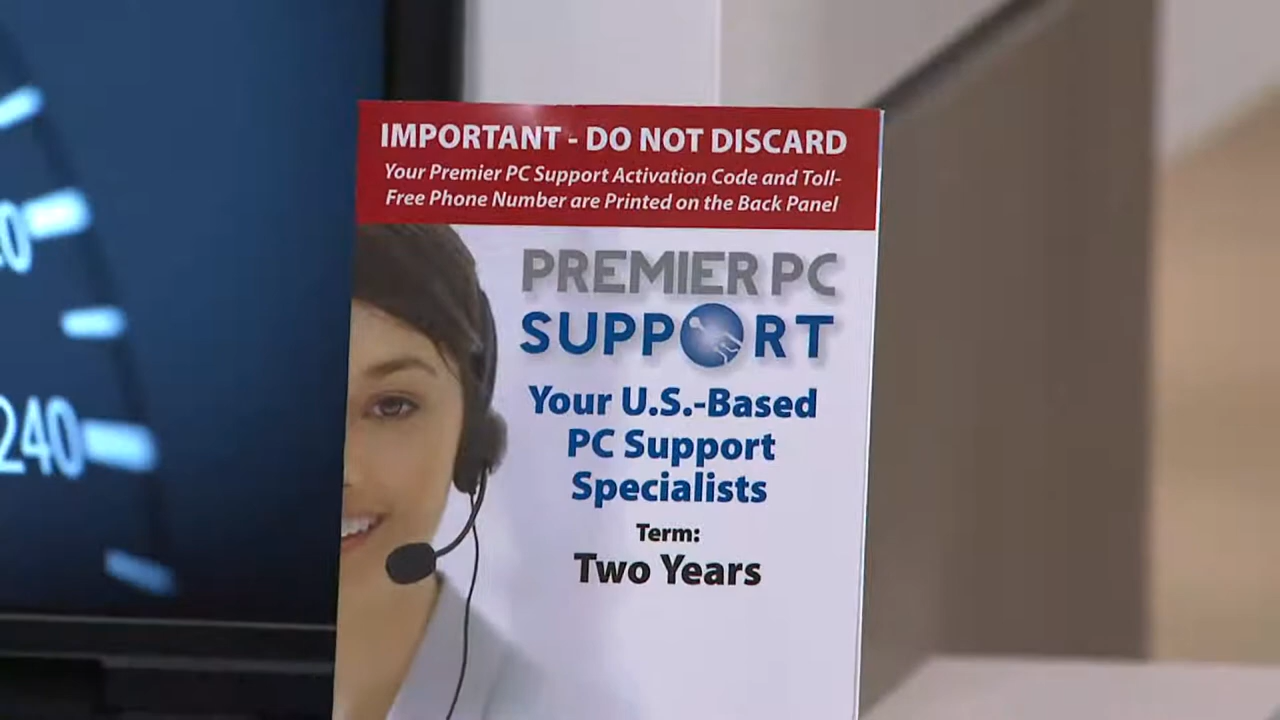 IMPORTANT - DO NOT DISCARD
Your Premier PC Support Activation Code and Toll-
Free Phone Number are Printed on the Back Panel
PREMIER PC
SUPPORT
Your U.S.-Based
PC Support
Specialists
Term:
Two Years
240